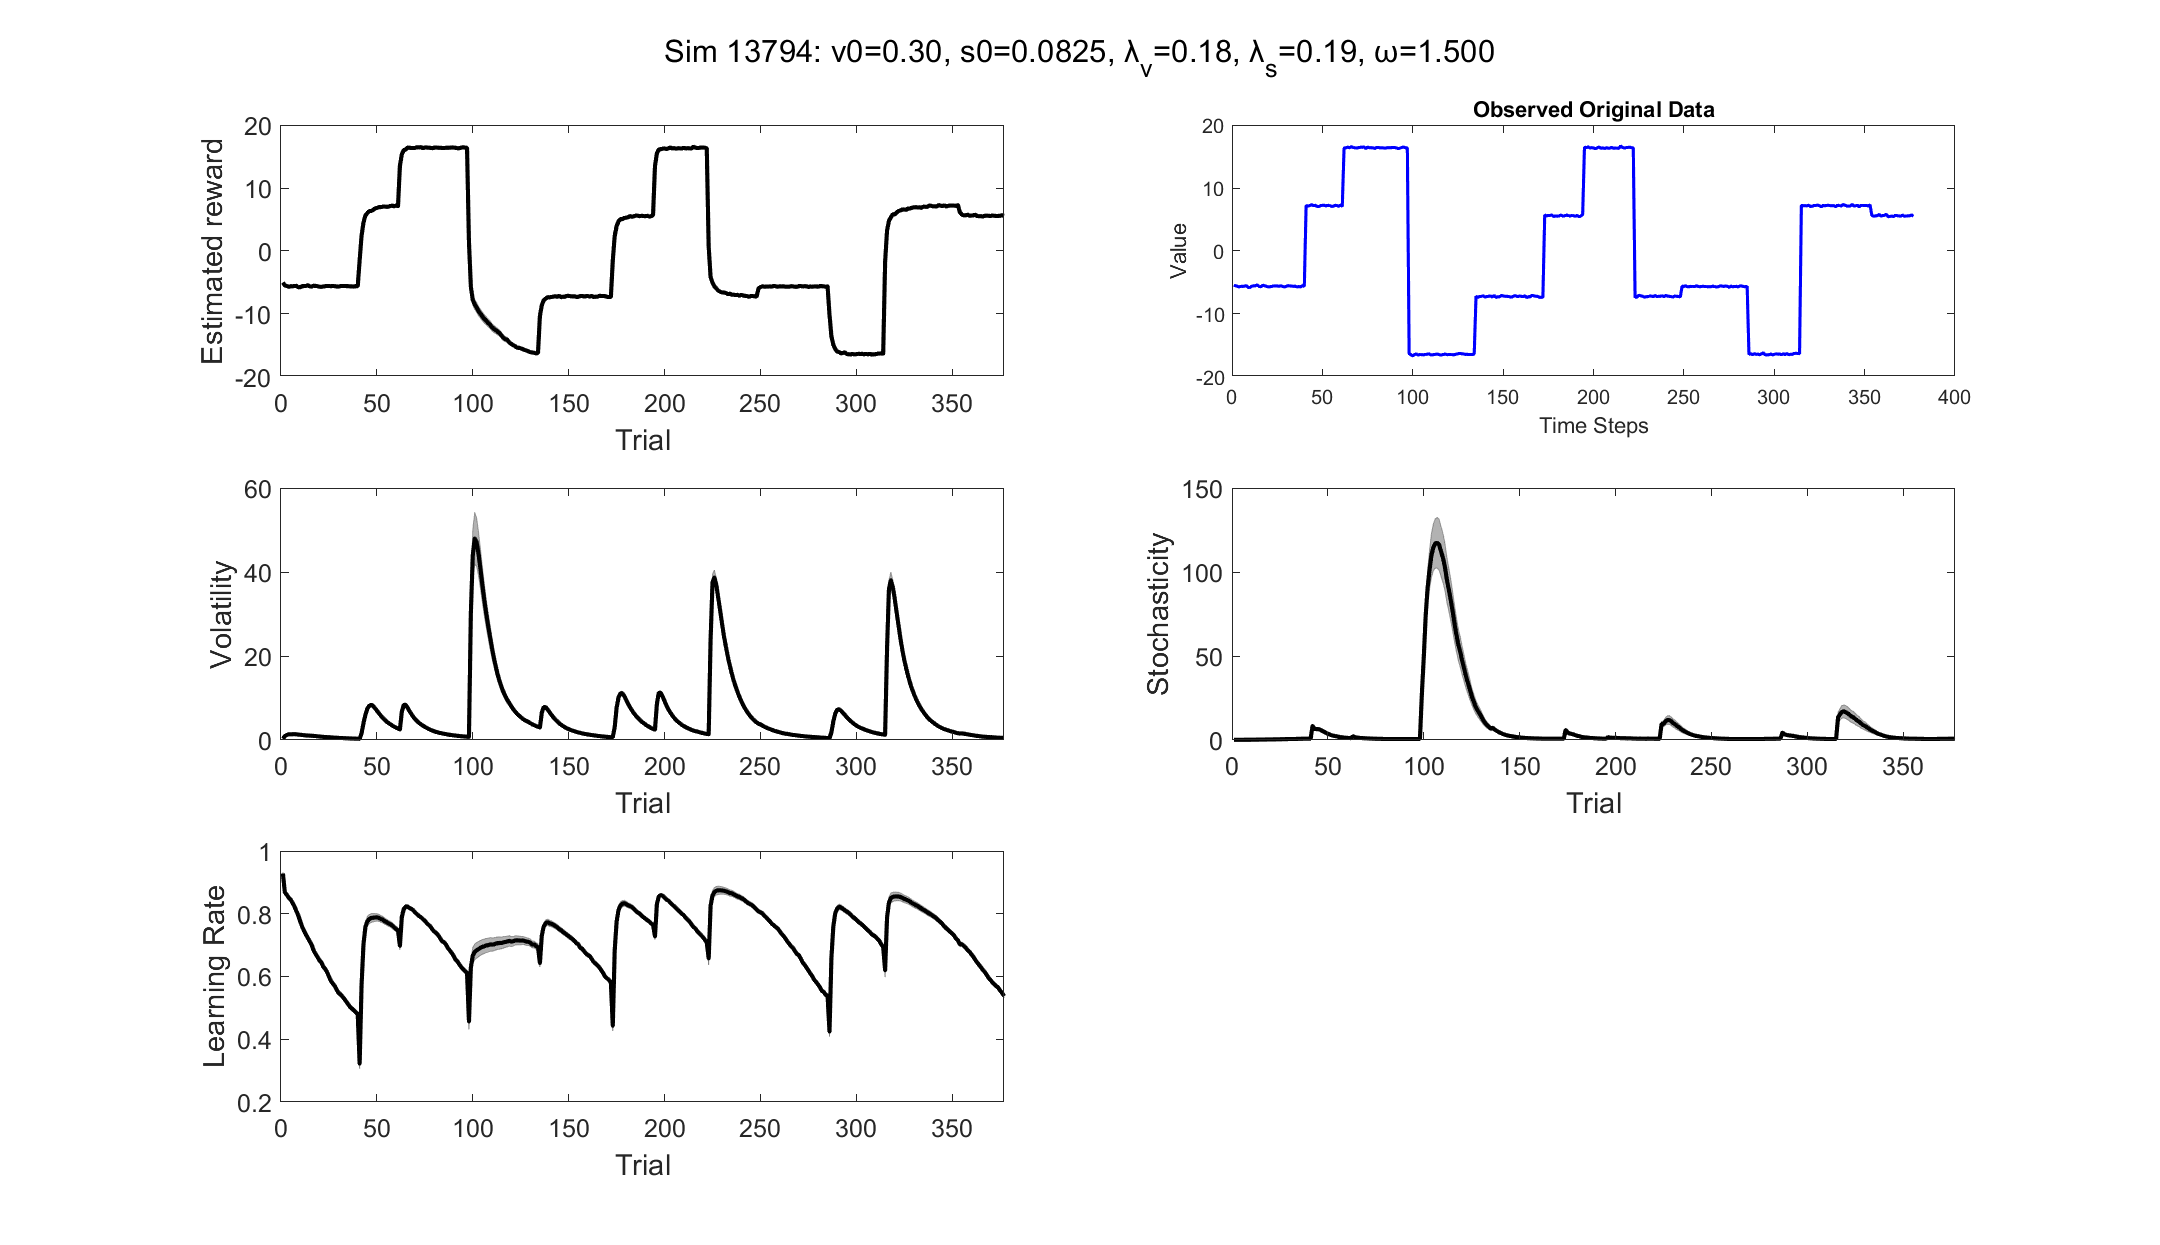 Sim 13794: v0=0.30, s0=0.0825, λv=0.18, λs=0.19, ω=1.500
20
10
0
-10
-20
Estimated reward
0 50 100 150 200 250 300 350
Trial
Observed Original Data
20
10
0
-10
-20
Value
0 50 100 150 200 250 300 350 400
Time Steps
60
40
20
0
Volatility
0 50 100 150 200 250 300 350
Trial
150
100
50
0
Stochasticity
0 50 100 150 200 250 300 350
Trial
1
0.8
0.6
0.4
0.2
Learning Rate
0 50 100 150 200 250 300 350
Trial